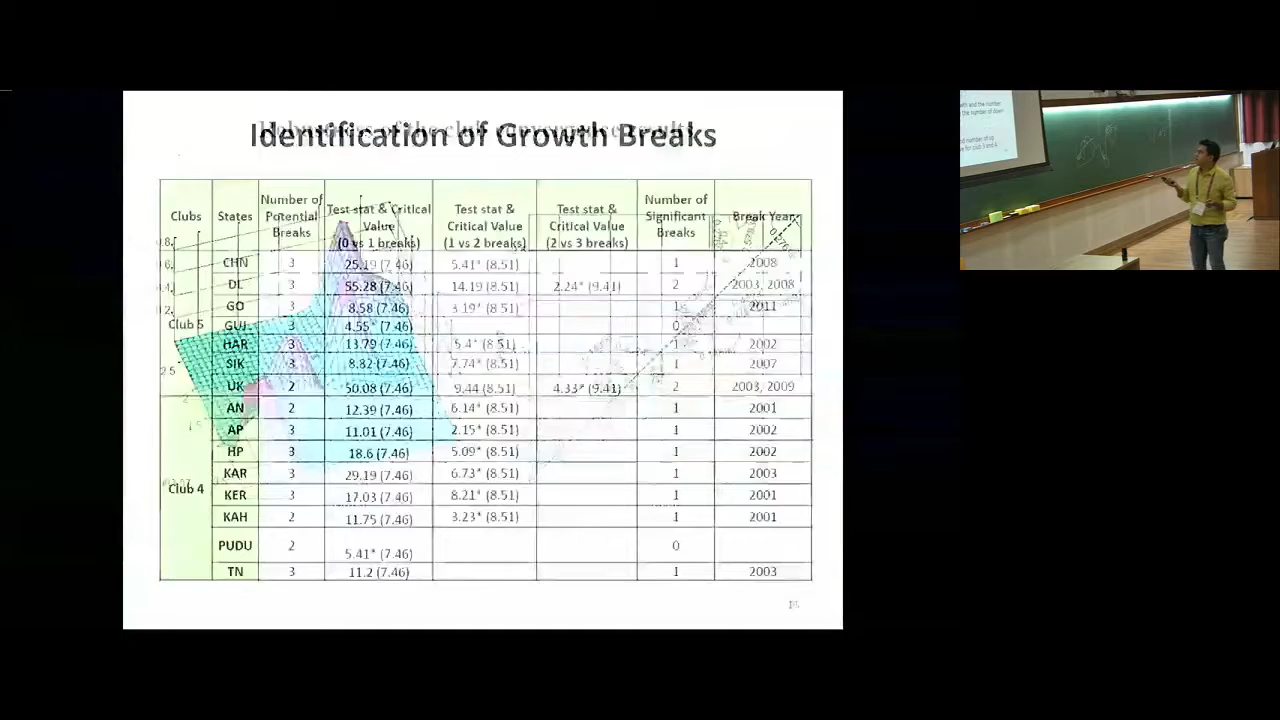 Identification of Growth Breaks
Clubs States Number of Potential Breaks Test stat & Critical Value (0 vs 1 breaks) Test stat & Critical Value (1 vs 2 breaks) Test stat & Critical Value (2 vs 3 breaks) Number of Significant Breaks Break Year
CHN 3 25.19 (7.46) 5.41* (8.51) 1 2008
DL 3 55.28 (7.46) 14.19 (8.51) 2.24* (9.41) 2 2003, 2008
GO 3 8.58 (7.46) 3.19* (8.51) 1 2011
Club 5 GUJ 3 4.55* (7.46) 0
HAR 3 13.79 (7.46) 5.4* (8.51) 1 2002
SIK 3 8.82 (7.46) 7.74* (8.51) 1 2007
UK 2 50.08 (7.46) 9.44 (8.51) 4.33* (9.41) 2 2003, 2009
AN 2 12.39 (7.46) 6.14* (8.51) 1 2001
AP 3 11.01 (7.46) 2.15* (8.51) 1 2002
HP 3 18.6 (7.46) 5.09* (8.51) 1 2002
KAR 3 29.19 (7.46) 6.73* (8.51) 1 2003
Club 4 KER 3 17.03 (7.46) 8.21* (8.51) 1 2001
KAH 2 11.75 (7.46) 3.23* (8.51) 1 2001
PUDU 2 5.41* (7.46) 0
TN 3 11.2 (7.46) 1 2003